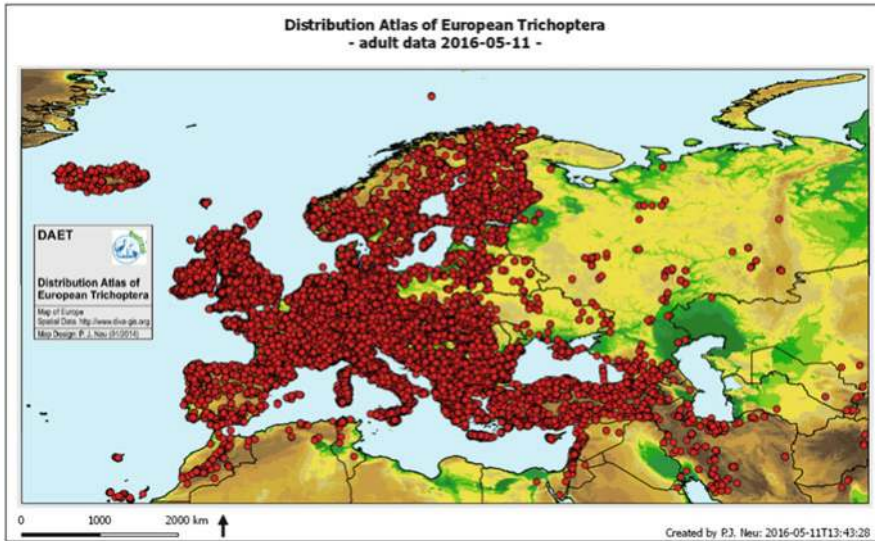 Distribution Atlas of European Trichoptera
- adult data 2016-05-11 -
DAET
Distribution Atlas of
European Trichoptera
Map of Europe
Spatial Data: http://www.diva-gis.org
Map Design: P. J. Neu (01/2014)
0 1000 2000 km
Created by P.J. Neu: 2016-05-11T13:43:28